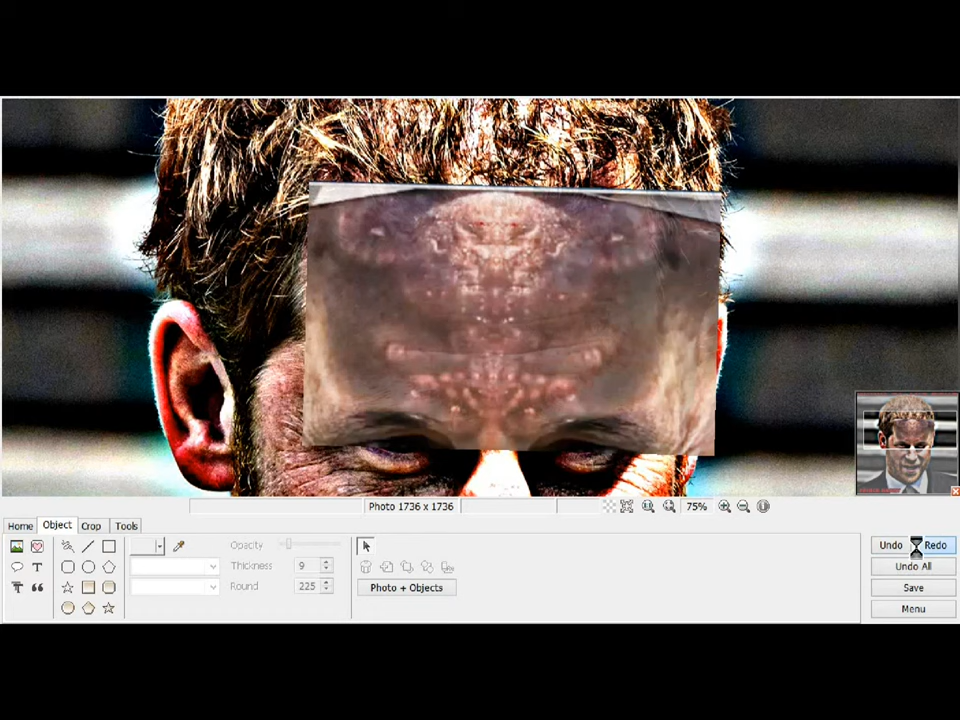 Photo 1736 x 1736
75%
Home Object Crop Tools
Opacity
Thickness 9
Round 225
Photo + Objects
Undo Redo
Undo All
Save
Menu